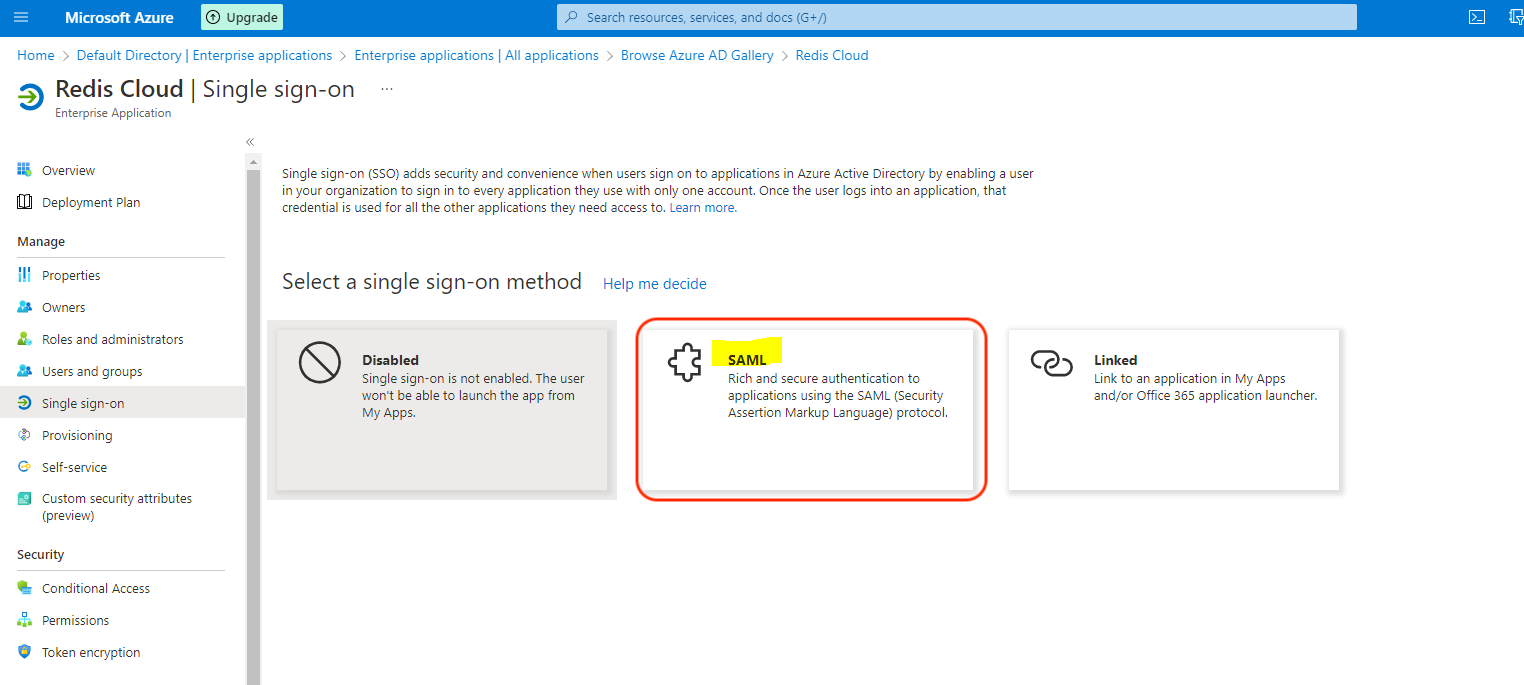 Microsoft Azure
Upgrade
Search resources, services, and docs (G+/)
Home > Default Directory | Enterprise applications > Enterprise applications | All applications > Browse Azure AD Gallery > Redis Cloud
Redis Cloud | Single sign-on ...
Enterprise Application
«
Overview
Deployment Plan
Manage
Properties
Owners
Roles and administrators
Users and groups
Single sign-on
Provisioning
Self-service
Custom security attributes
(preview)
Security
Conditional Access
Permissions
Token encryption
Single sign-on (SSO) adds security and convenience when users sign on to applications in Azure Active Directory by enabling a user
in your organization to sign in to every application they use with only one account. Once the user logs into an application, that
credential is used for all the other applications they need access to. Learn more.
Select a single sign-on method Help me decide
Disabled
Single sign-on is not enabled. The user
won't be able to launch the app from
My Apps.
SAML
Rich and secure authentication to
applications using the SAML (Security
Assertion Markup Language) protocol.
Linked
Link to an application in My Apps
and/or Office 365 application launcher.